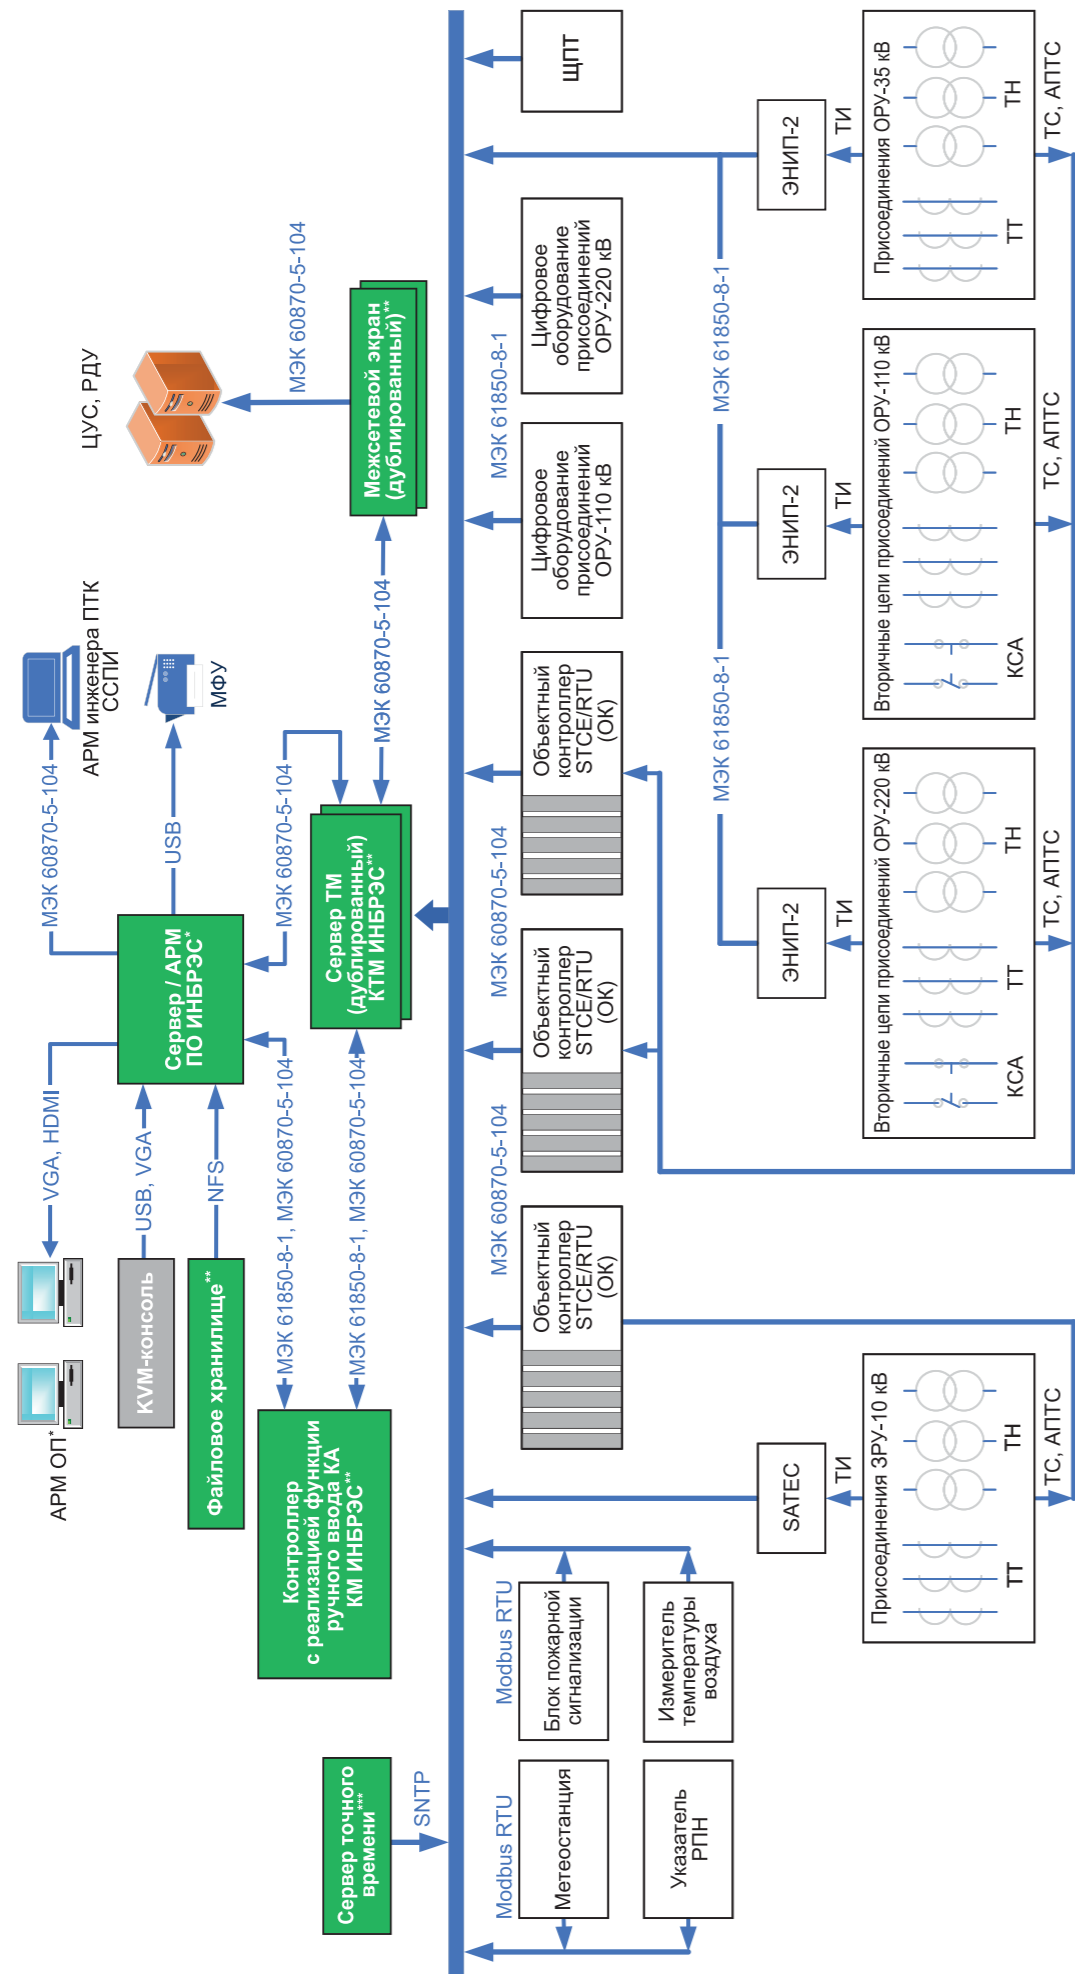 АРМ ОП*
VGA, HDMI
МЭК 60870-5-104
АРМ инженера ПТК
ССПИ
ЦУС, РДУ
KVM-консоль
USB, VGA
Сервер / АРМ
ПО ИНБРЭС*
USB
МФУ
Файловое хранилище**
NFS
МЭК 60870-5-104
Контроллер
с реализацией функции
ручного ввода КА
КМ ИНБРЭС**
МЭК 61850-8-1, МЭК 60870-5-104
МЭК 60870-5-104
МЭК 61850-8-1, МЭК 60870-5-104
Сервер ТМ
(дублированный)
КТМ ИНБРЭС**
МЭК 60870-5-104
Межсетевой экран
(дублированный)**
Сервер точного
времени***
SNTP
Modbus RTU
Modbus RTU
МЭК 60870-5-104
МЭК 60870-5-104
МЭК 61850-8-1
Метеостанция
Блок пожарной
сигнализации
Объектный
контроллер
STCE/RTU
(ОК)
Объектный
контроллер
STCE/RTU
(ОК)
Объектный
контроллер
STCE/RTU
(ОК)
Цифровое
оборудование
присоединений
ОРУ-110 кВ
Цифровое
оборудование
присоединений
ОРУ-220 кВ
ЩПТ
Указатель
РПН
Измеритель
температуры
воздуха
МЭК 61850-8-1
МЭК 61850-8-1
SATEC
ЭНИП-2
ЭНИП-2
ЭНИП-2
ТИ
ТИ
ТИ
ТИ
Присоединения ЗРУ-10 кВ
ТТ
ТН
Вторичные цепи присоединений ОРУ-220 кВ
КСА
ТТ
ТН
Вторичные цепи присоединений ОРУ-110 кВ
КСА
ТН
Присоединения ОРУ-35 кВ
ТТ
ТН
ТС, АПТС
ТС, АПТС
ТС, АПТС
ТС, АПТС